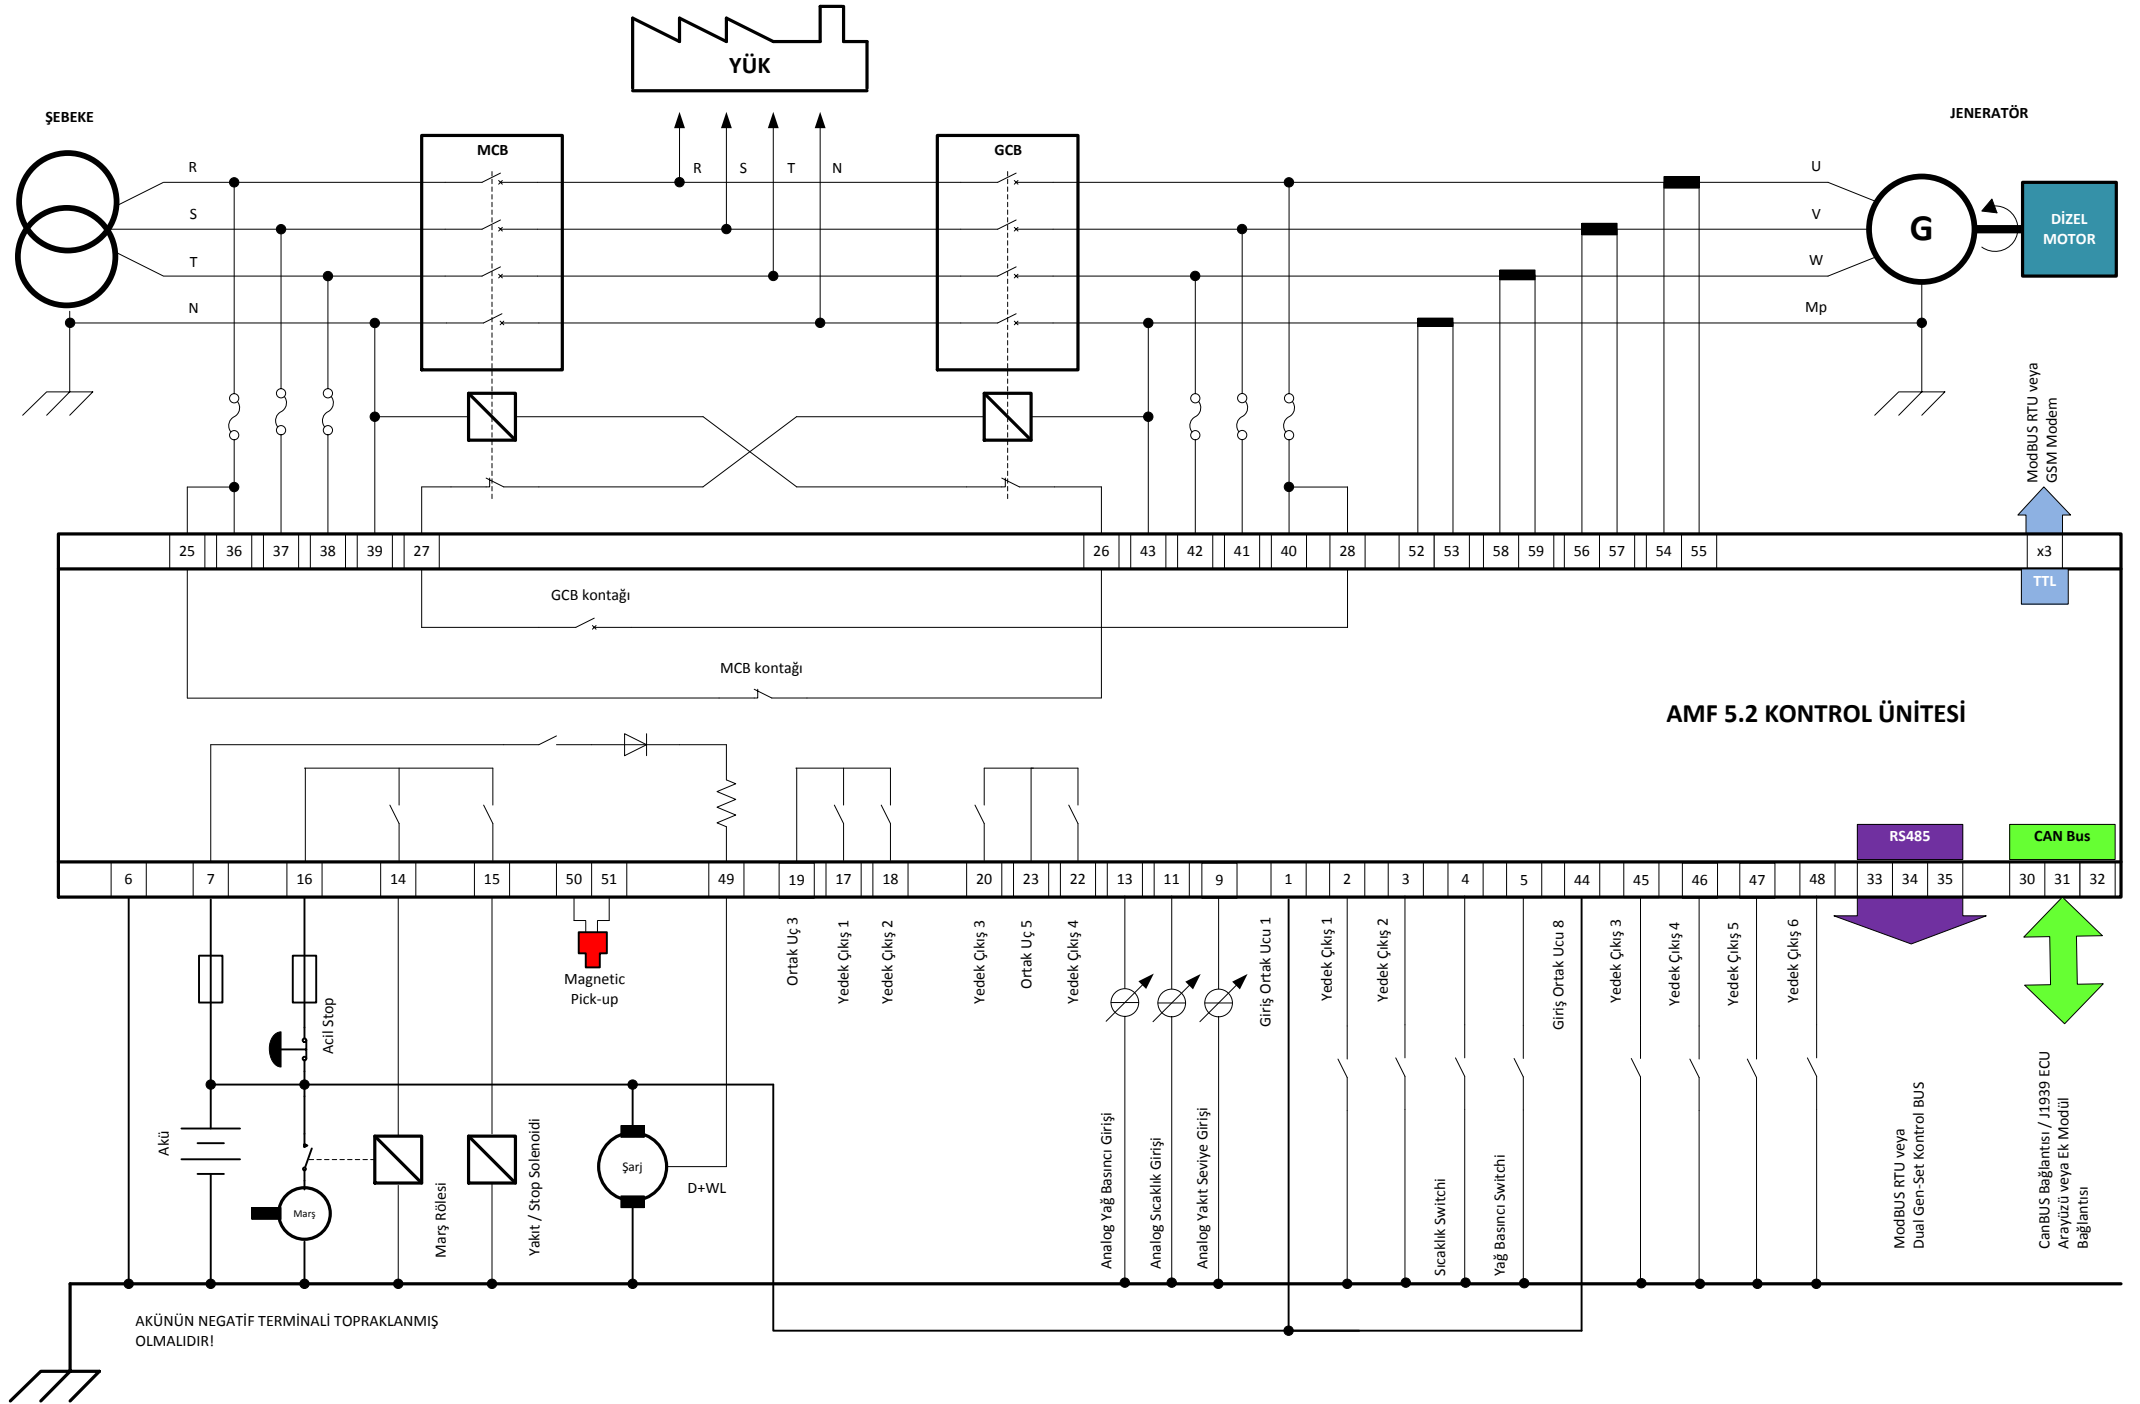 YÜK
ŞEBEKE
JENERATÖR
MCB
GCB
R
R
S
T
N
U
S
V
T
W
N
Mp
G
DİZEL
MOTOR
ModBUS RTU veya
GSM Modem
25
36
37
38
39
27
26
43
42
41
40
28
52
53
58
59
56
57
54
55
x3
TTL
GCB kontağı
MCB kontağı
AMF 5.2 KONTROL ÜNİTESİ
RS485
CAN Bus
6
7
16
14
15
50
51
49
19
17
18
20
23
22
13
11
9
1
2
3
4
5
44
45
46
47
48
33
34
35
30
31
32
Magnetic
Pick-up
Ortak Uç 3
Yedek Çıkış 1
Yedek Çıkış 2
Yedek Çıkış 3
Ortak Uç 5
Yedek Çıkış 4
Giriş Ortak Ucu 1
Yedek Çıkış 1
Yedek Çıkış 2
Giriş Ortak Ucu 8
Yedek Çıkış 3
Yedek Çıkış 4
Yedek Çıkış 5
Yedek Çıkış 6
Acil Stop
Akü
Marş
Marş Rölesi
Yakıt / Stop Solenoidi
Şarj
D+WL
Analog Yağ Basıncı Girişi
Analog Sıcaklık Girişi
Analog Yakıt Seviye Girişi
Sıcaklık Switchi
Yağ Basıncı Switchi
ModBUS RTU veya
Dual Gen-Set Kontrol BUS
CanBUS Bağlantısı / J1939 ECU
Arayüzü veya Ek Modül
Bağlantısı
AKÜNÜN NEGATİF TERMİNALİ TOPRAKLANMIŞ
OLMALIDIR!